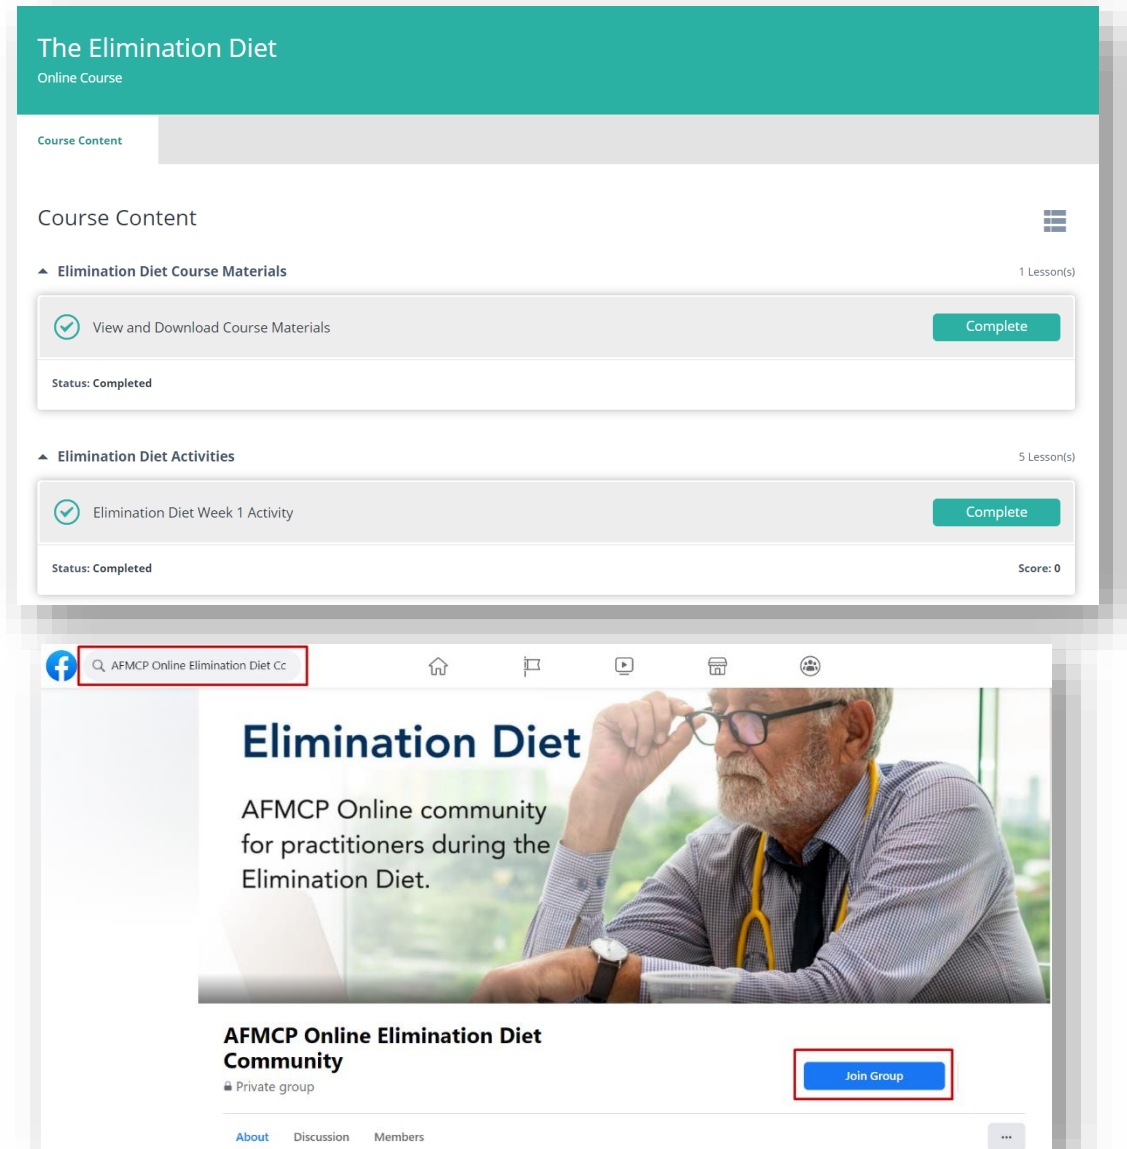 The Elimination Diet
Online Course
Course Content
Course Content
Elimination Diet Course Materials
1 Lesson(s)
View and Download Course Materials
Complete
Status: Completed
Elimination Diet Activities
5 Lesson(s)
Elimination Diet Week 1 Activity
Complete
Status: Completed
Score: 0
AFMCP Online Elimination Diet Cc
Elimination Diet
AFMCP Online community
for practitioners during the
Elimination Diet.
AFMCP Online Elimination Diet
Community
Private group
Join Group
About
Discussion
Members